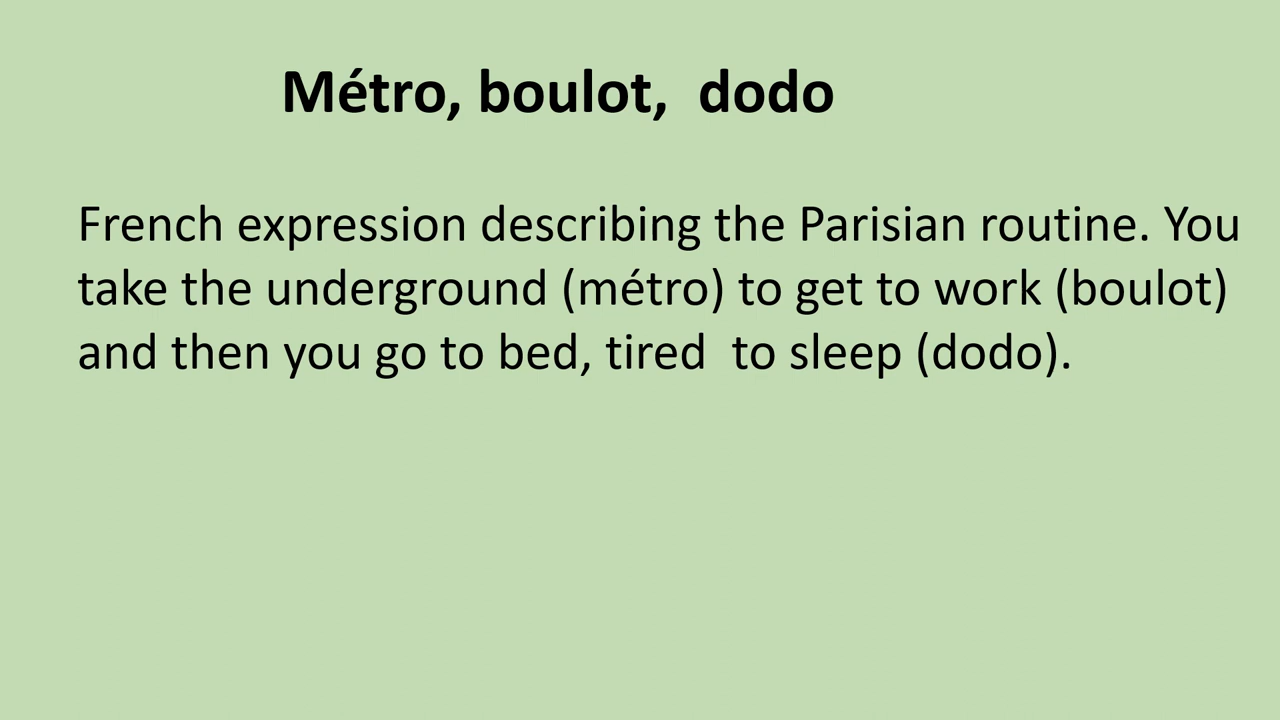 Métro, boulot,  dodo
French expression describing the Parisian routine. You
take the underground (métro) to get to work (boulot)
and then you go to bed, tired  to sleep (dodo).